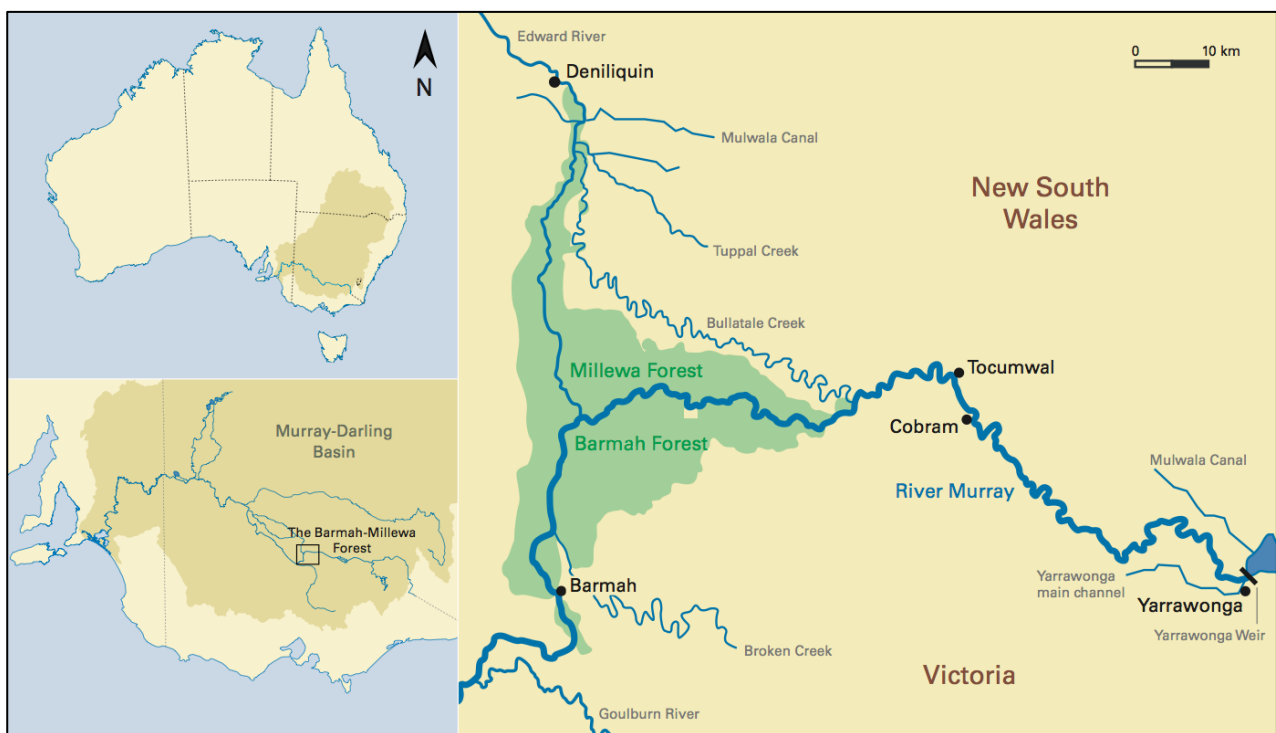 N
Murray-Darling
Basin
The Barmah-Millewa
Forest
Edward River
Deniliquin
0 10 km
Mulwala Canal
New South
Wales
Tuppal Creek
Bullatale Creek
Millewa Forest
Tocumwal
Barmah Forest
Cobram
Mulwala Canal
River Murray
Yarrawonga
main channel
Yarrawonga
Yarrawonga Weir
Barmah
Broken Creek
Victoria
Goulburn River